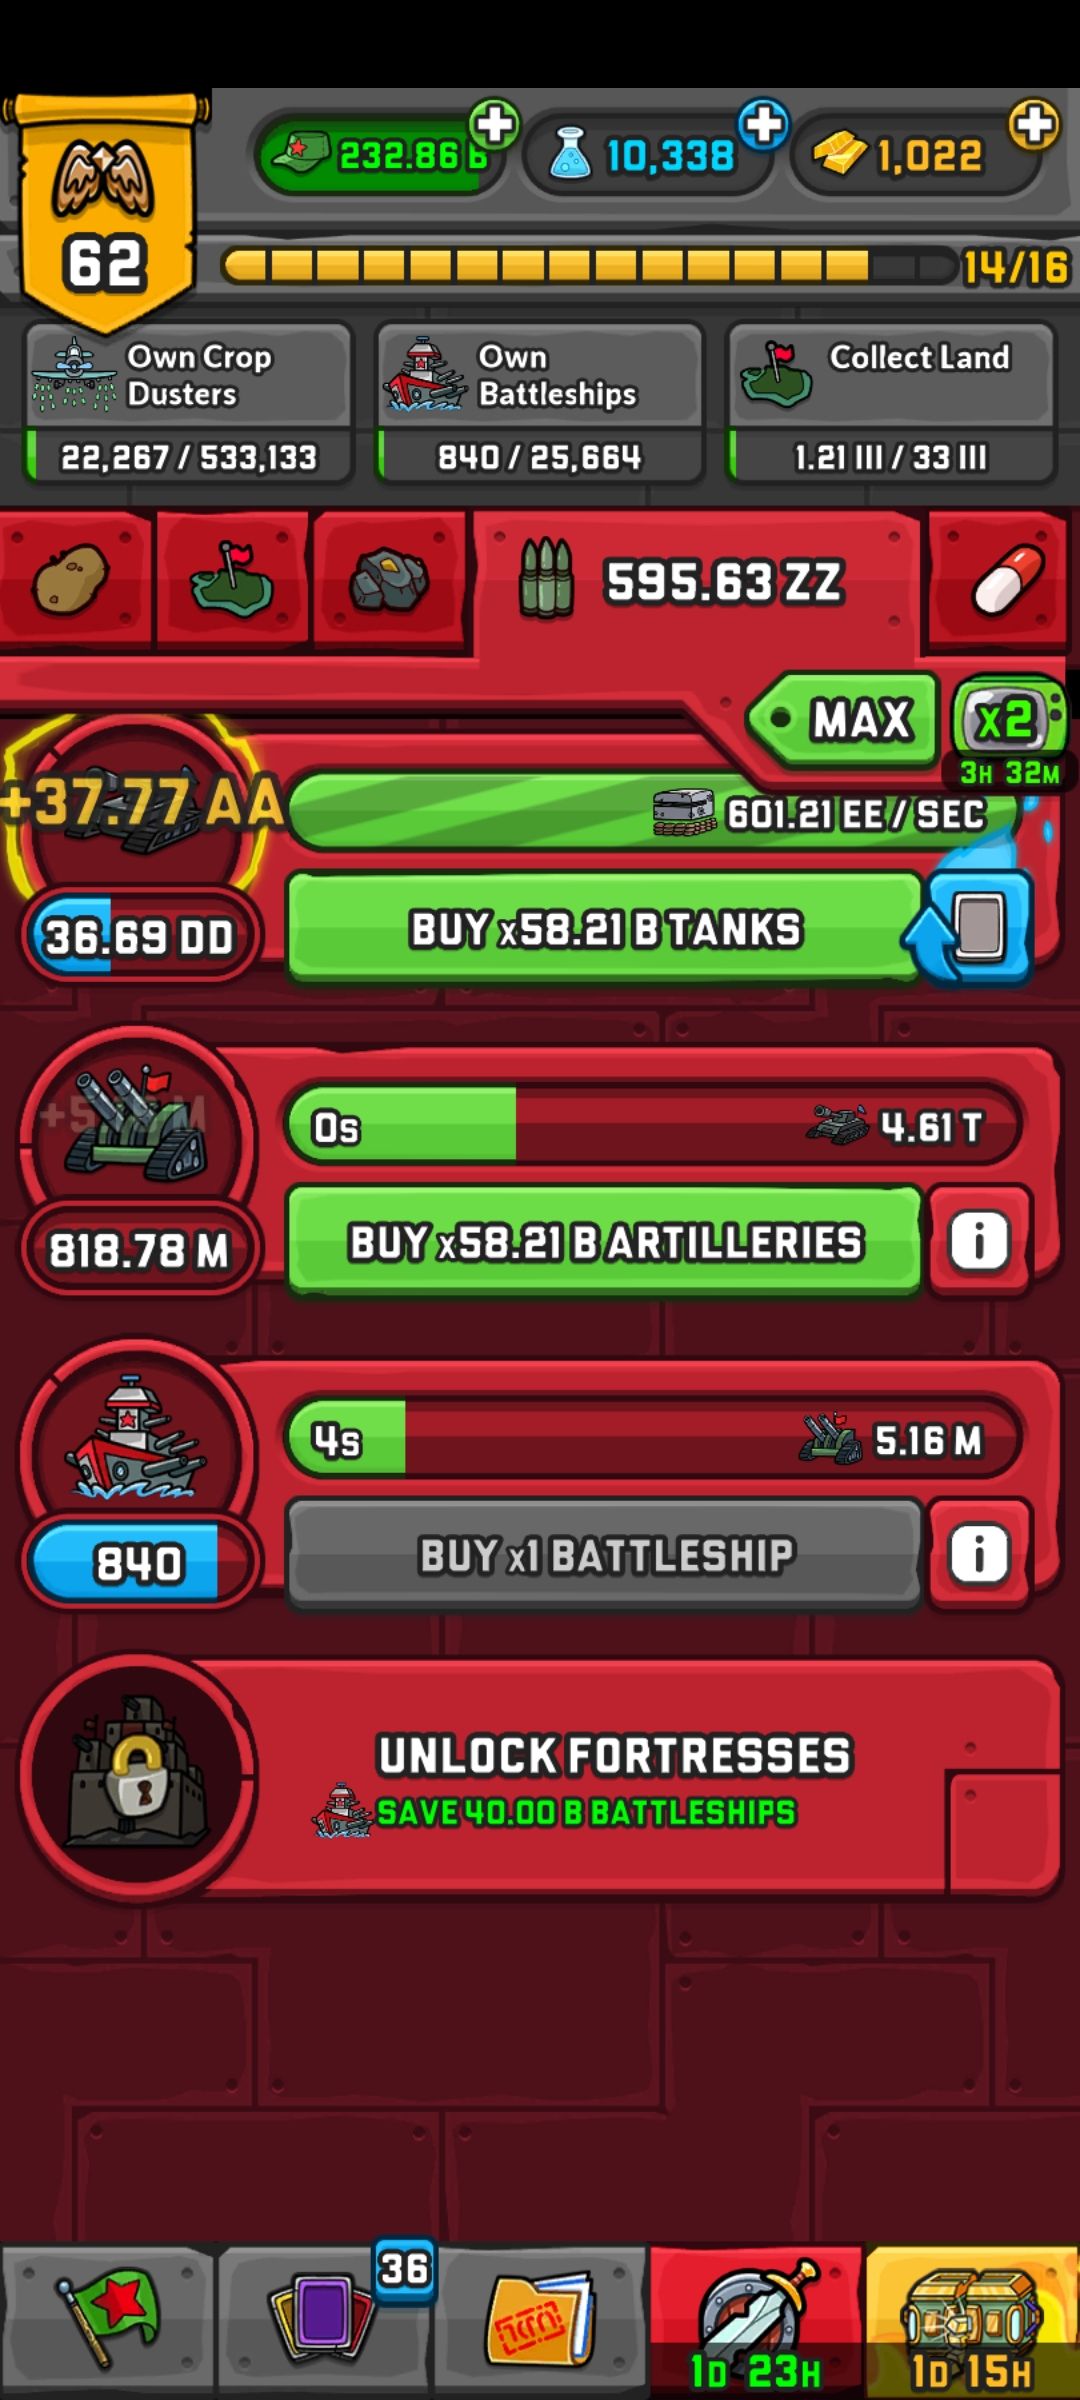 62
232.86 B
10,338
1,022
14/16
Own Crop Dusters
22,267 / 533,133
Own Battleships
840 / 25,664
Collect Land
1.21 III / 33 III
595.63 ZZ
MAX
x2
3H 32M
+37.77 AA
601.21 EE / SEC
36.69 DD
BUY x58.21 B TANKS
0s
4.61 T
818.78 M
BUY x58.21 B ARTILLERIES
4s
5.16 M
840
BUY x1 BATTLESHIP
UNLOCK FORTRESSES
SAVE 40.00 B BATTLESHIPS
36
1D 23H
1D 15H